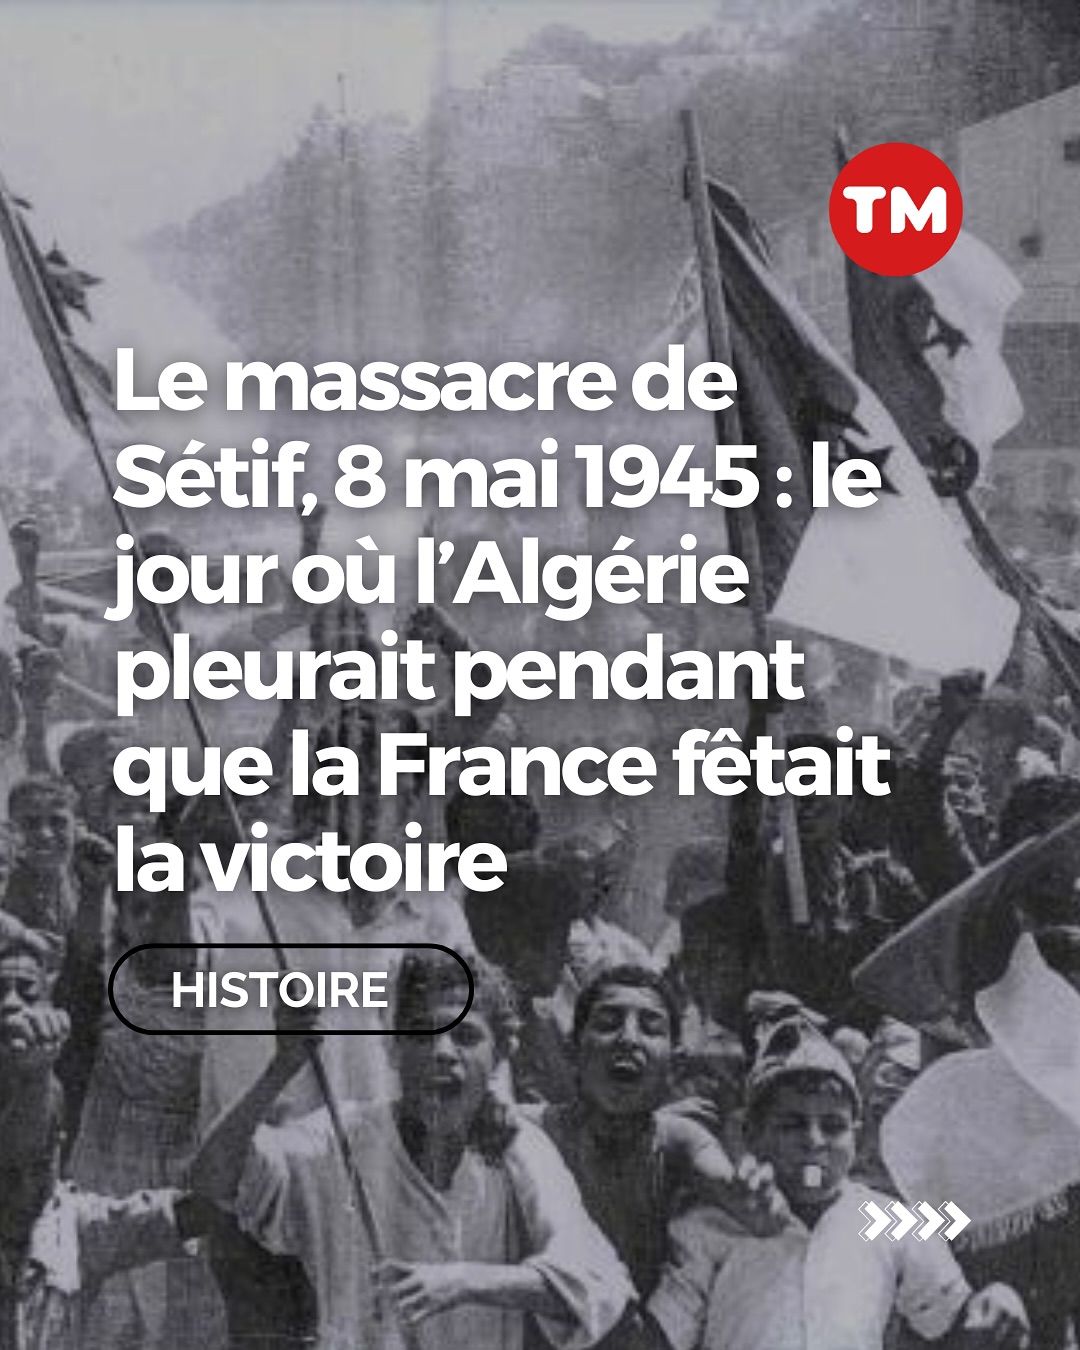 TM
Le massacre de
Sétif, 8 mai 1945 : le
jour où l’Algérie
pleurait pendant
que la France fêtait
la victoire
HISTOIRE